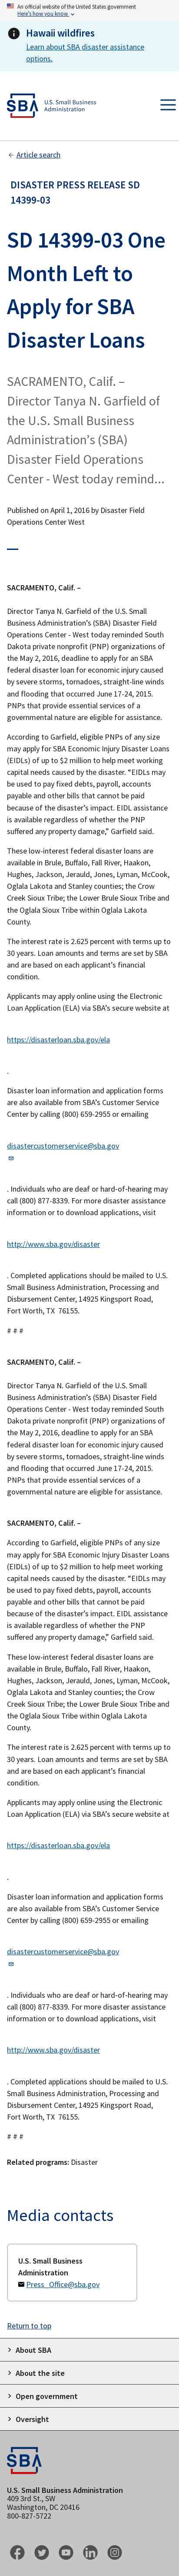 An official website of the United States government
Here's how you know
Hawaii wildfires
Learn about SBA disaster assistance
options.
SBA
U.S. Small Business
Administration
Article search
DISASTER PRESS RELEASE SD
14399-03
SD 14399-03 One
Month Left to
Apply for SBA
Disaster Loans
SACRAMENTO, Calif. –
Director Tanya N. Garfield of
the U.S. Small Business
Administration's (SBA)
Disaster Field Operations
Center - West today remind...
Published on April 1, 2016 by Disaster Field
Operations Center West
SACRAMENTO, Calif. –
Director Tanya N. Garfield of the U.S. Small
Business Administration's (SBA) Disaster Field
Operations Center - West today reminded South
Dakota private nonprofit (PNP) organizations of
the May 2, 2016, deadline to apply for an SBA
federal disaster loan for economic injury caused
by severe storms, tornadoes, straight-line winds
and flooding that occurred June 17-24, 2015.
PNPs that provide essential services of a
governmental nature are eligible for assistance.
According to Garfield, eligible PNPs of any size
may apply for SBA Economic Injury Disaster Loans
(EIDLs) of up to $2 million to help meet working
capital needs caused by the disaster. “EIDLs may
be used to pay fixed debts, payroll, accounts
payable and other bills that cannot be paid
because of the disaster's impact. EIDL assistance
is available regardless of whether the PNP
suffered any property damage,” Garfield said.
These low-interest federal disaster loans are
available in Brule, Buffalo, Fall River, Haakon,
Hughes, Jackson, Jerauld, Jones, Lyman, McCook,
Oglala Lakota and Stanley counties; the Crow
Creek Sioux Tribe; the Lower Brule Sioux Tribe and
the Oglala Sioux Tribe within Oglala Lakota
County.
The interest rate is 2.625 percent with terms up to
30 years. Loan amounts and terms are set by SBA
and are based on each applicant's financial
condition.
Applicants may apply online using the Electronic
Loan Application (ELA) via SBA's secure website at
https://disasterloan.sba.gov/ela
.
Disaster loan information and application forms
are also available from SBA's Customer Service
Center by calling (800) 659-2955 or emailing
disastercustomerservice@sba.gov
. Individuals who are deaf or hard-of-hearing may
call (800) 877-8339. For more disaster assistance
information or to download applications, visit
http://www.sba.gov/disaster
. Completed applications should be mailed to U.S.
Small Business Administration, Processing and
Disbursement Center, 14925 Kingsport Road,
Fort Worth, TX 76155.
# # #
SACRAMENTO, Calif. –
Director Tanya N. Garfield of the U.S. Small
Business Administration's (SBA) Disaster Field
Operations Center - West today reminded South
Dakota private nonprofit (PNP) organizations of
the May 2, 2016, deadline to apply for an SBA
federal disaster loan for economic injury caused
by severe storms, tornadoes, straight-line winds
and flooding that occurred June 17-24, 2015.
PNPs that provide essential services of a
governmental nature are eligible for assistance.
SACRAMENTO, Calif. –
According to Garfield, eligible PNPs of any size
may apply for SBA Economic Injury Disaster Loans
(EIDLs) of up to $2 million to help meet working
capital needs caused by the disaster. “EIDLs may
be used to pay fixed debts, payroll, accounts
payable and other bills that cannot be paid
because of the disaster's impact. EIDL assistance
is available regardless of whether the PNP
suffered any property damage,” Garfield said.
These low-interest federal disaster loans are
available in Brule, Buffalo, Fall River, Haakon,
Hughes, Jackson, Jerauld, Jones, Lyman, McCook,
Oglala Lakota and Stanley counties; the Crow
Creek Sioux Tribe; the Lower Brule Sioux Tribe and
the Oglala Sioux Tribe within Oglala Lakota
County.
The interest rate is 2.625 percent with terms up to
30 years. Loan amounts and terms are set by SBA
and are based on each applicant's financial
condition.
Applicants may apply online using the Electronic
Loan Application (ELA) via SBA's secure website at
https://disasterloan.sba.gov/ela
.
Disaster loan information and application forms
are also available from SBA's Customer Service
Center by calling (800) 659-2955 or emailing
disastercustomerservice@sba.gov
. Individuals who are deaf or hard-of-hearing may
call (800) 877-8339. For more disaster assistance
information or to download applications, visit
http://www.sba.gov/disaster
. Completed applications should be mailed to U.S.
Small Business Administration, Processing and
Disbursement Center, 14925 Kingsport Road,
Fort Worth, TX 76155.
# # #
Related programs: Disaster
Media contacts
U.S. Small Business
Administration
Press_Office@sba.gov
Return to top
About SBA
About the site
Open government
Oversight
SBA
U.S. Small Business Administration
409 3rd St., SW
Washington, DC 20416
800-827-5722